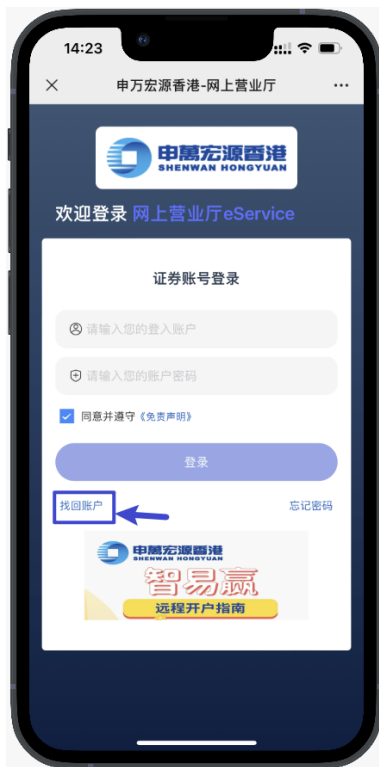 14:23
申万宏源香港-网上营业厅
申萬宏源香港
SHENWAN HONGYUAN
欢迎登录 网上营业厅eService
证券账号登录
请输入您的登入账户
请输入您的账户密码
同意并遵守《免责声明》
登录
找回账户 忘记密码
申萬宏源香港
SHENWAN HONGYUAN
智易赢
远程开户指南